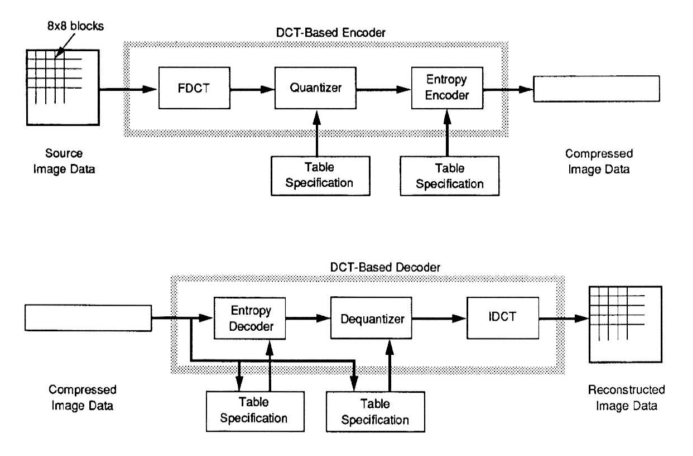 8x8 blocks
DCT-Based Encoder
FDCT
Quantizer
Entropy
Encoder
Source
Image Data
Table
Specification
Table
Specification
Compressed
Image Data
DCT-Based Decoder
Entropy
Decoder
Dequantizer
IDCT
Compressed
Image Data
Table
Specification
Table
Specification
Reconstructed
Image Data